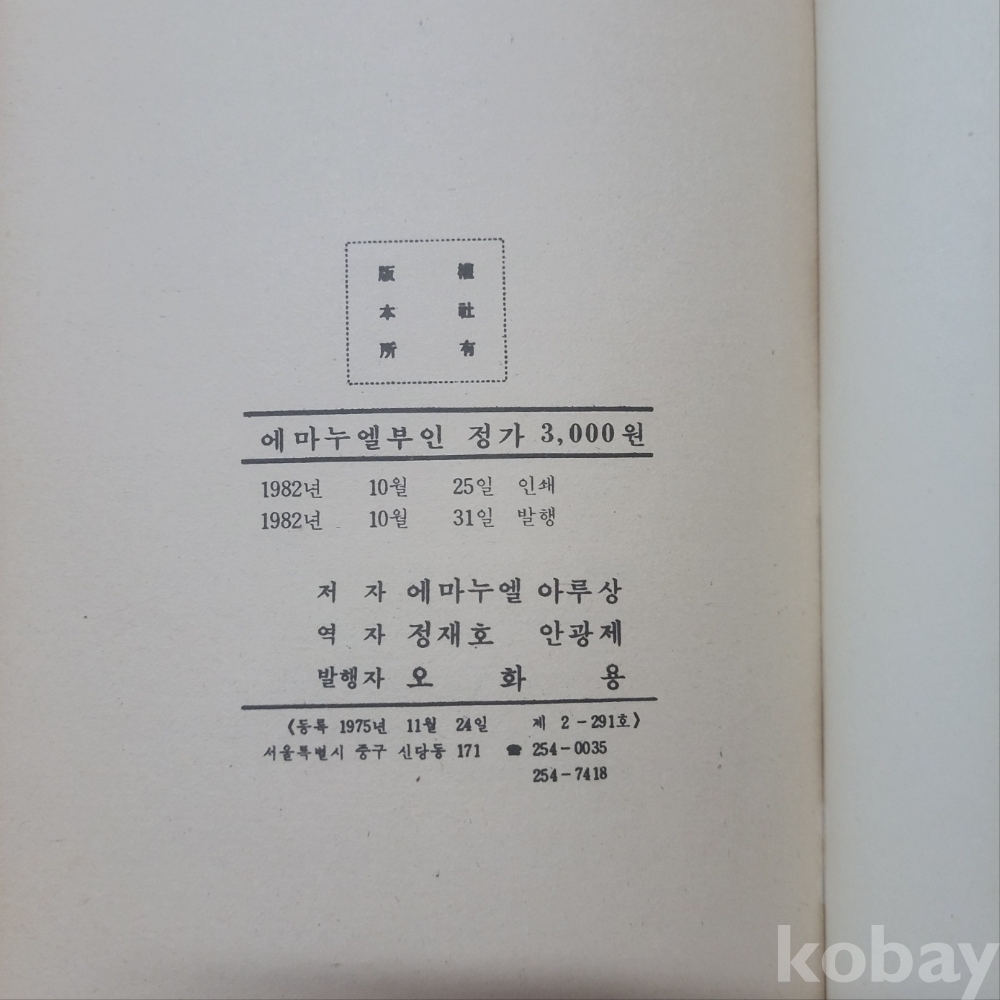 版 權
本 社
所 有
에마누엘부인 정가 3,000원
1982년 10월 25일 인쇄
1982년 10월 31일 발행
저 자 에마누엘 아루상
역 자 정재호 안광제
발행자 오 화 용
《등록 1975년 11월 24일 제 2-291호》
서울특별시 중구 신당동 171 ☎ 254-0035
254-7418
kobay